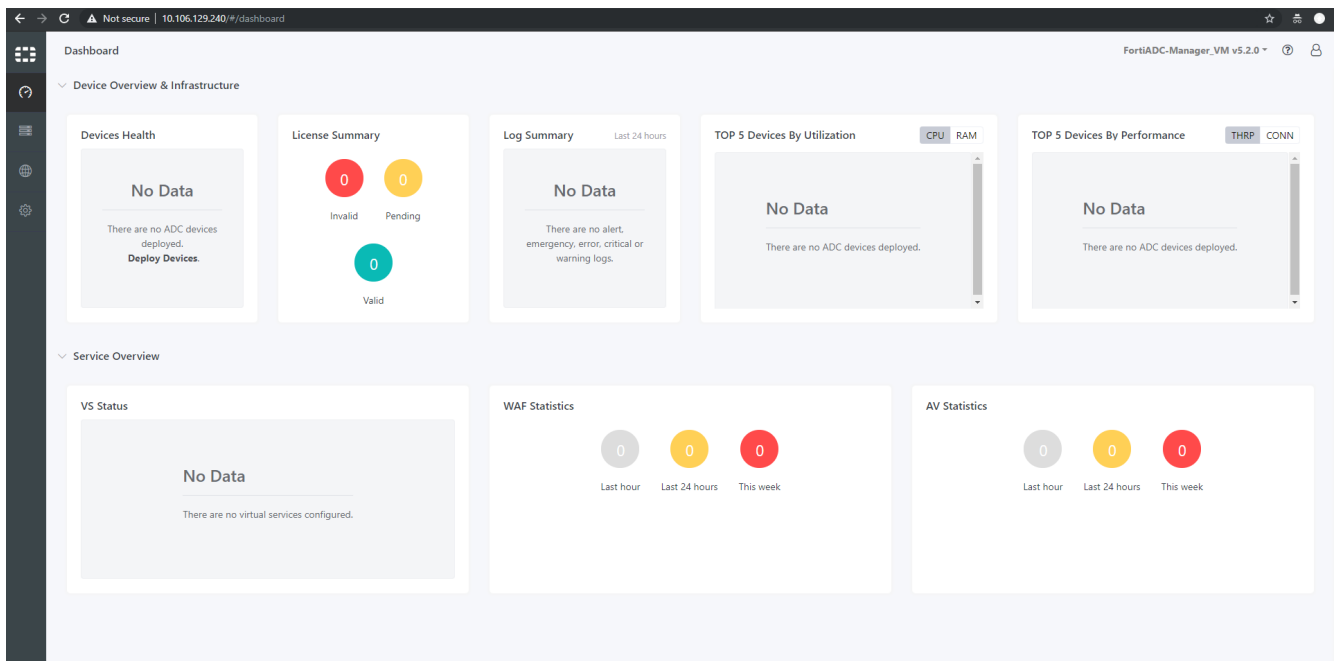 Not secure | 10.106.129.240/#/dashboard
Dashboard
FortiADC-Manager_VM v5.2.0
Device Overview & Infrastructure
Devices Health
No Data
There are no ADC devices
deployed.
Deploy Devices.
License Summary
0
Invalid
0
Pending
0
Valid
Log Summary
Last 24 hours
No Data
There are no alert,
emergency, error, critical or
warning logs.
TOP 5 Devices By Utilization
CPU RAM
No Data
There are no ADC devices deployed.
TOP 5 Devices By Performance
THRP CONN
No Data
There are no ADC devices deployed.
Service Overview
VS Status
No Data
There are no virtual services configured.
WAF Statistics
0 0 0
Last hour Last 24 hours This week
AV Statistics
0 0 0
Last hour Last 24 hours This week